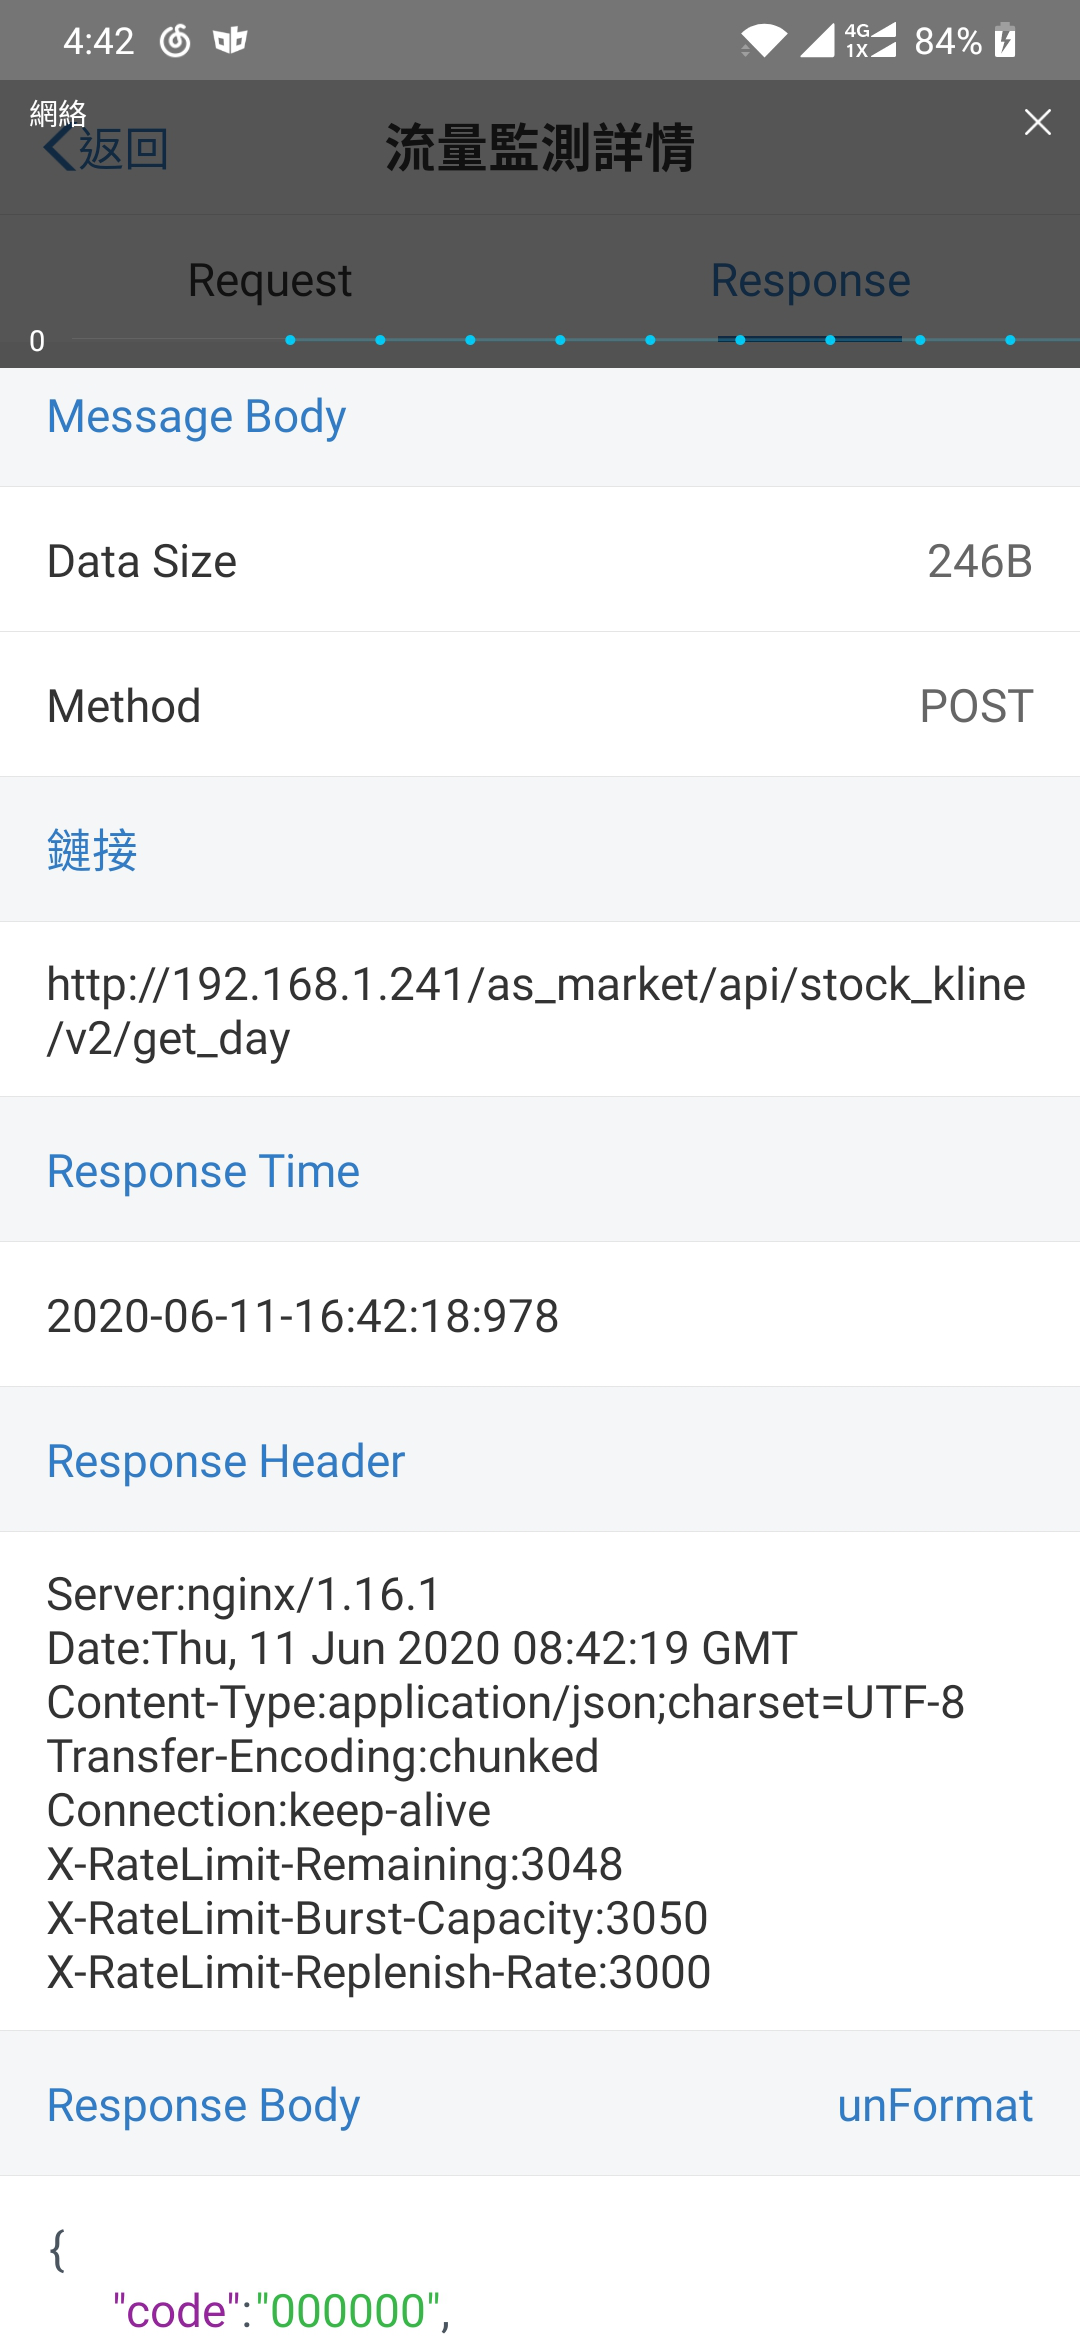 4:42
4G
1X
84%
網絡
返回
流量監測詳情
Request
Response
0
Message Body
Data Size
246B
Method
POST
鏈接
http://192.168.1.241/as_market/api/stock_kline
/v2/get_day
Response Time
2020-06-11-16:42:18:978
Response Header
Server:nginx/1.16.1
Date:Thu, 11 Jun 2020 08:42:19 GMT
Content-Type:application/json;charset=UTF-8
Transfer-Encoding:chunked
Connection:keep-alive
X-RateLimit-Remaining:3048
X-RateLimit-Burst-Capacity:3050
X-RateLimit-Replenish-Rate:3000
Response Body
unFormat
{
"code":"000000",